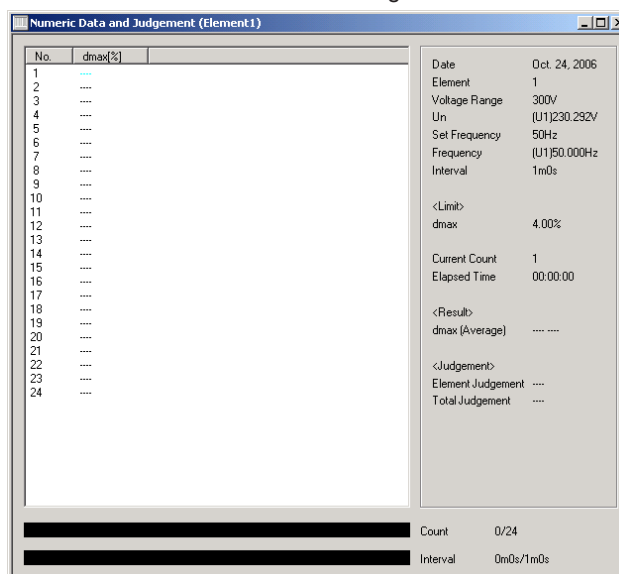 Numeric Data and Judgement (Element1)
No. dmax[%]
1 ----
2 ----
3 ----
4 ----
5 ----
6 ----
7 ----
8 ----
9 ----
10 ----
11 ----
12 ----
13 ----
14 ----
15 ----
16 ----
17 ----
18 ----
19 ----
20 ----
21 ----
22 ----
23 ----
24 ----
Date Oct. 24, 2006
Element 1
Voltage Range 300V
Un (U1)230.292V
Set Frequency 50Hz
Frequency (U1)50.000Hz
Interval 1m0s
<Limit>
dmax 4.00%
Current Count 1
Elapsed Time 00:00:00
<Result>
dmax (Average) ---- ----
<Judgement>
Element Judgement ----
Total Judgement ----
Count 0/24
Interval 0m0s/1m0s